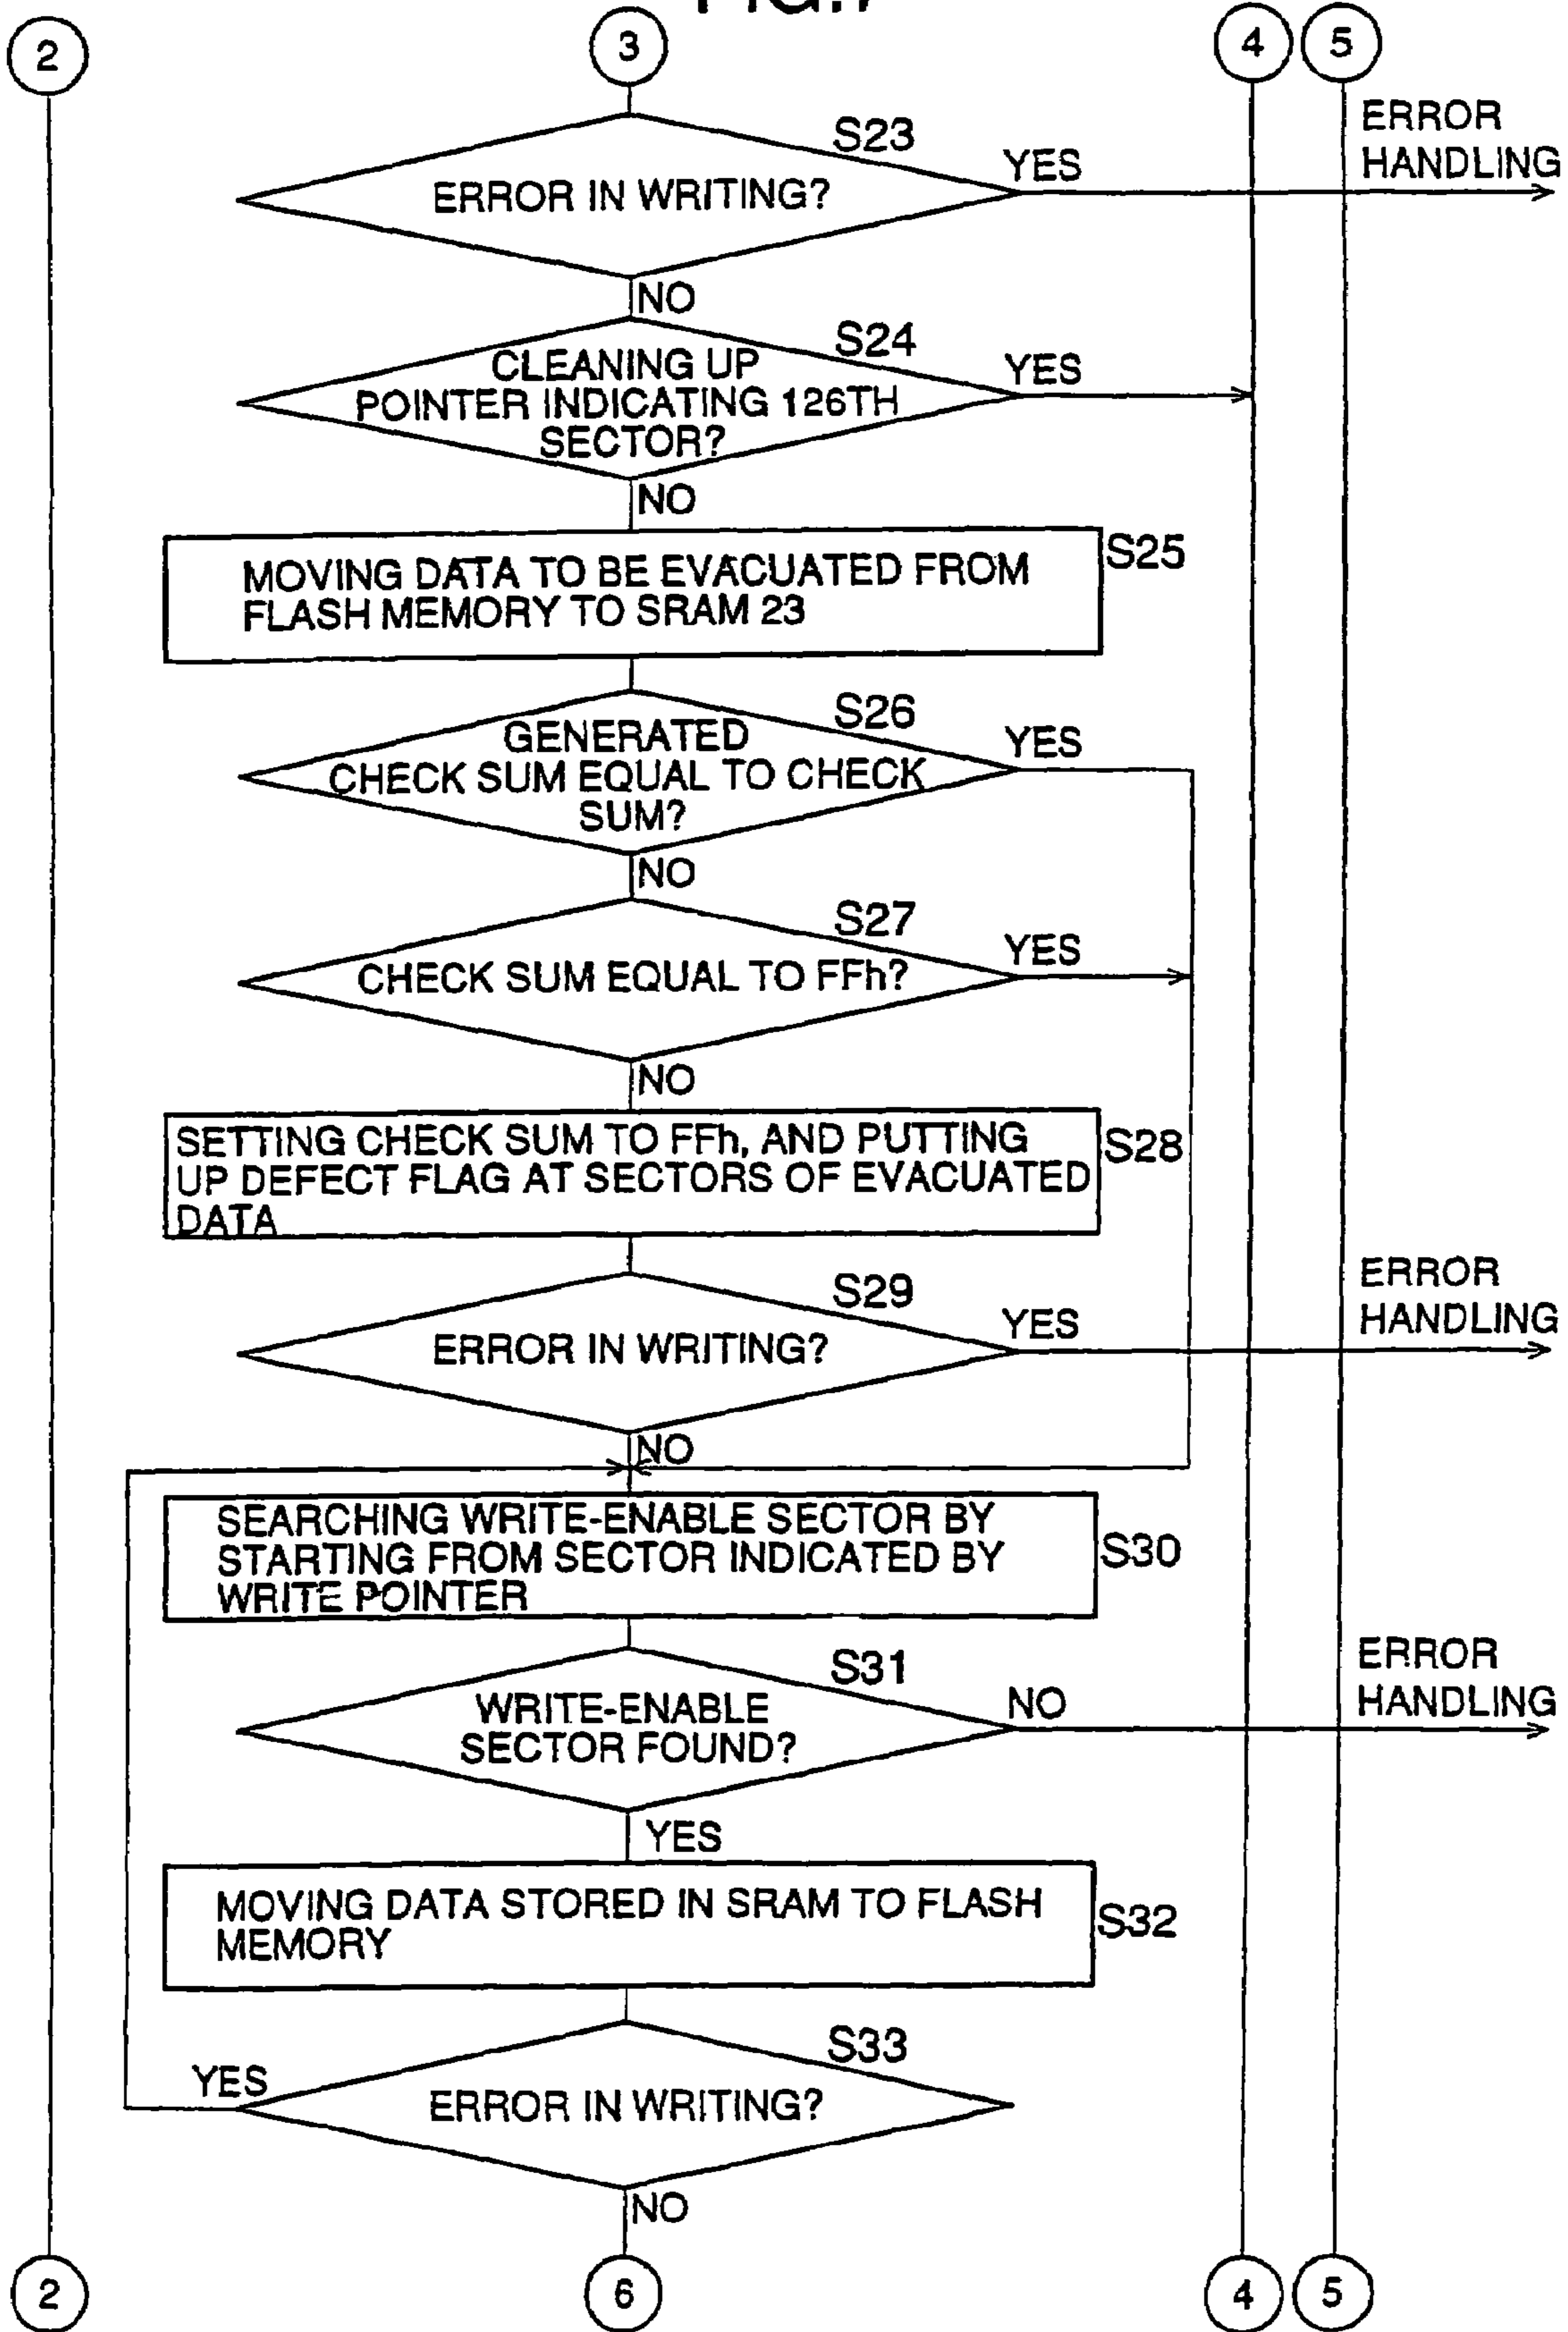 FIG.7
2
3
4
5
S23
ERROR IN WRITING?
YES
ERROR
HANDLING
NO
S24
CLEANING UP
POINTER INDICATING 126TH
SECTOR?
YES
NO
S25
MOVING DATA TO BE EVACUATED FROM
FLASH MEMORY TO SRAM 23
S26
GENERATED
CHECK SUM EQUAL TO CHECK
SUM?
YES
NO
S27
CHECK SUM EQUAL TO FFh?
YES
NO
S28
SETTING CHECK SUM TO FFh, AND PUTTING
UP DEFECT FLAG AT SECTORS OF EVACUATED
DATA
S29
ERROR IN WRITING?
YES
ERROR
HANDLING
NO
S30
SEARCHING WRITE-ENABLE SECTOR BY
STARTING FROM SECTOR INDICATED BY
WRITE POINTER
S31
WRITE-ENABLE
SECTOR FOUND?
NO
ERROR
HANDLING
YES
S32
MOVING DATA STORED IN SRAM TO FLASH
MEMORY
S33
YES
ERROR IN WRITING?
NO
2
6
4
5